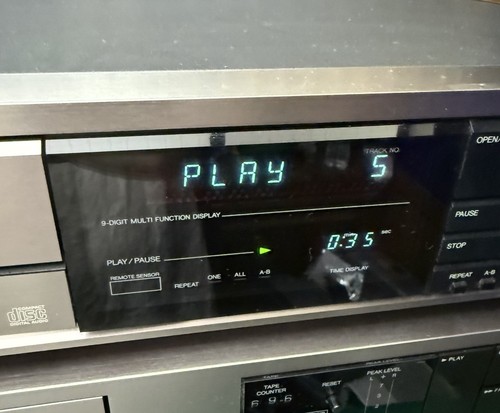 OPEN/
TRACK NO.
PLAY 5
9-DIGIT MULTI FUNCTION DISPLAY
PAUSE
0:35 SEC
STOP
PLAY/PAUSE
TIME DISPLAY
REMOTE SENSOR
REPEAT ONE ALL A-B
REPEAT A-B
COMPACT
disc
DIGITAL AUDIO
PLAY
PEAK LEVEL
TAPE
COUNTER
RESET